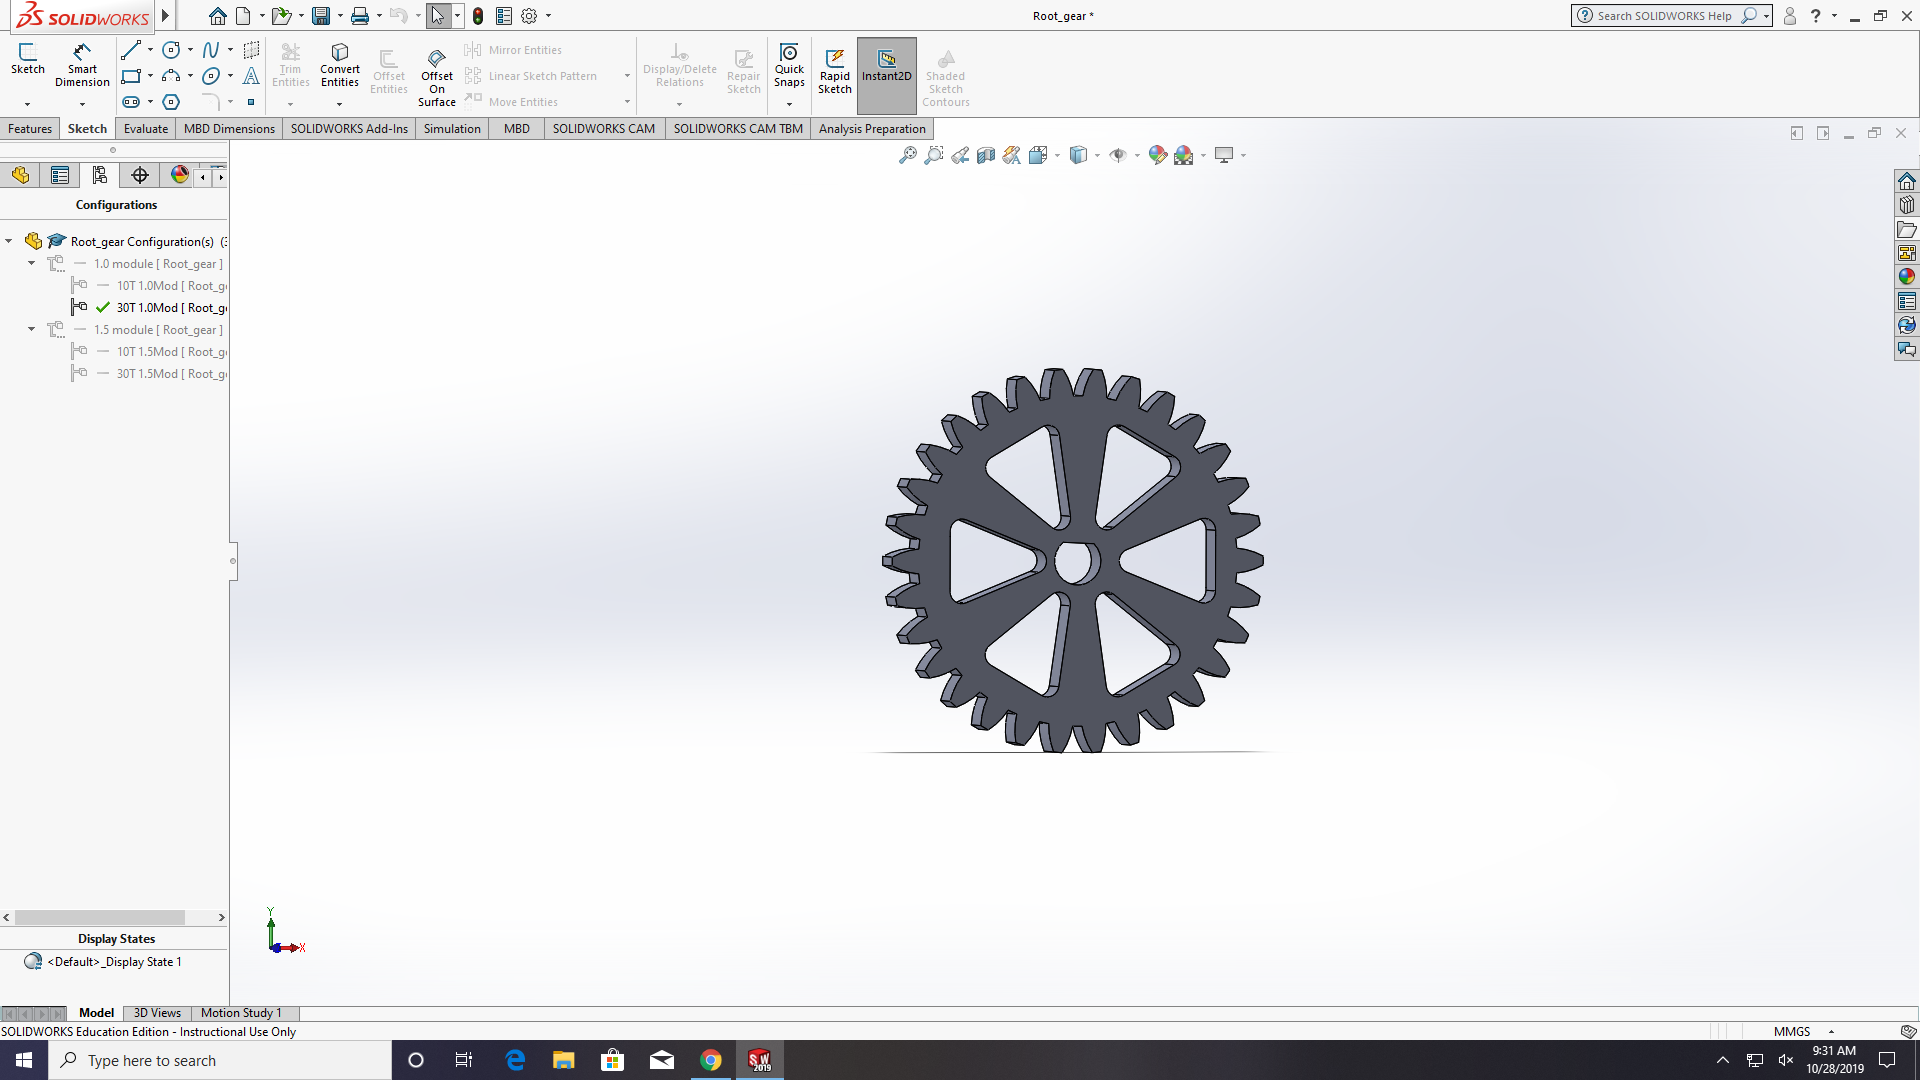 SOLIDWORKS
Root_gear *
Search SOLIDWORKS Help
Sketch
Smart
Dimension
Trim
Entities
Convert
Entities
Offset
Entities
Offset
On
Surface
Mirror Entities
Linear Sketch Pattern
Move Entities
Display/Delete
Relations
Repair
Sketch
Quick
Snaps
Rapid
Sketch
Instant2D
Shaded
Sketch
Contours
Features Sketch Evaluate MBD Dimensions SOLIDWORKS Add-Ins Simulation MBD SOLIDWORKS CAM SOLIDWORKS CAM TBM Analysis Preparation
Configurations
Root_gear Configuration(s) (3
1.0 module [ Root_gear ]
10T 1.0Mod [ Root_g
30T 1.0Mod [ Root_g
1.5 module [ Root_gear ]
10T 1.5Mod [ Root_g
30T 1.5Mod [ Root_g
Y
X
Display States
<Default>_Display State 1
Model 3D Views Motion Study 1
SOLIDWORKS Education Edition - Instructional Use Only
MMGS
Type here to search
SW
2019
9:31 AM
10/28/2019